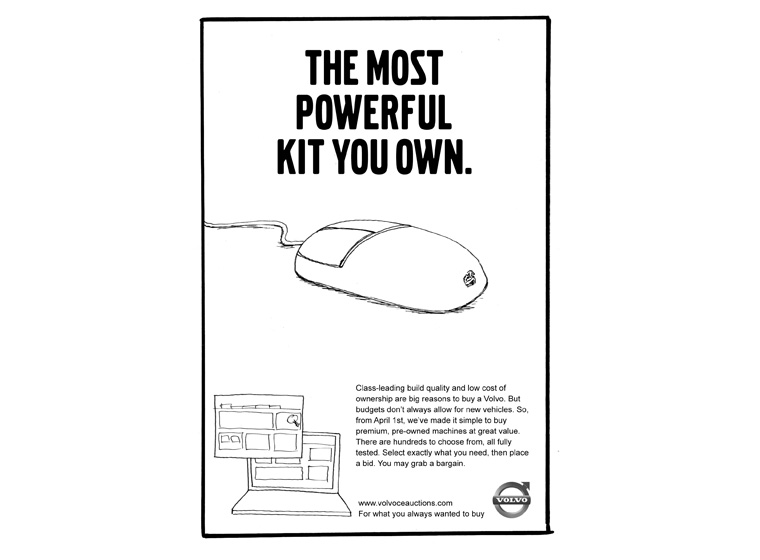 THE MOST
POWERFUL
KIT YOU OWN.
Class-leading build quality and low cost of
ownership are big reasons to buy a Volvo. But
budgets don't always allow for new vehicles. So,
from April 1st, we've made it simple to buy
premium, pre-owned machines at great value.
There are hundreds to choose from, all fully
tested. Select exactly what you need, then place
a bid. You may grab a bargain.
www.volvoceauctions.com
For what you always wanted to buy
VOLVO